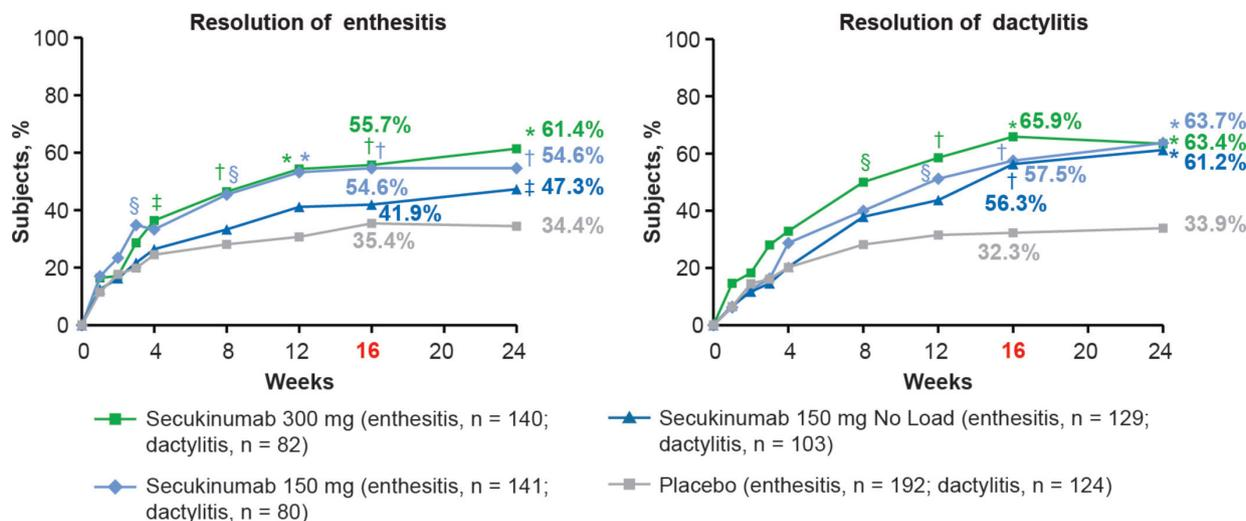 Resolution of enthesitis
Subjects, %
100
80
60
40
20
0
§
‡
†
§
*
*
55.7%
†
†
54.6%
41.9%
35.4%
* 61.4%
† 54.6%
‡ 47.3%
34.4%
0 4 8 12 16 20 24
Weeks
Resolution of dactylitis
Subjects, %
100
80
60
40
20
0
§
†
§
* 65.9%
†
57.5%
†
56.3%
32.3%
* 63.7%
* 63.4%
* 61.2%
33.9%
0 4 8 12 16 20 24
Weeks
Secukinumab 300 mg (enthesitis, n = 140;
dactylitis, n = 82)
Secukinumab 150 mg (enthesitis, n = 141;
dactylitis, n = 80)
Secukinumab 150 mg No Load (enthesitis, n = 129;
dactylitis, n = 103)
Placebo (enthesitis, n = 192; dactylitis, n = 124)